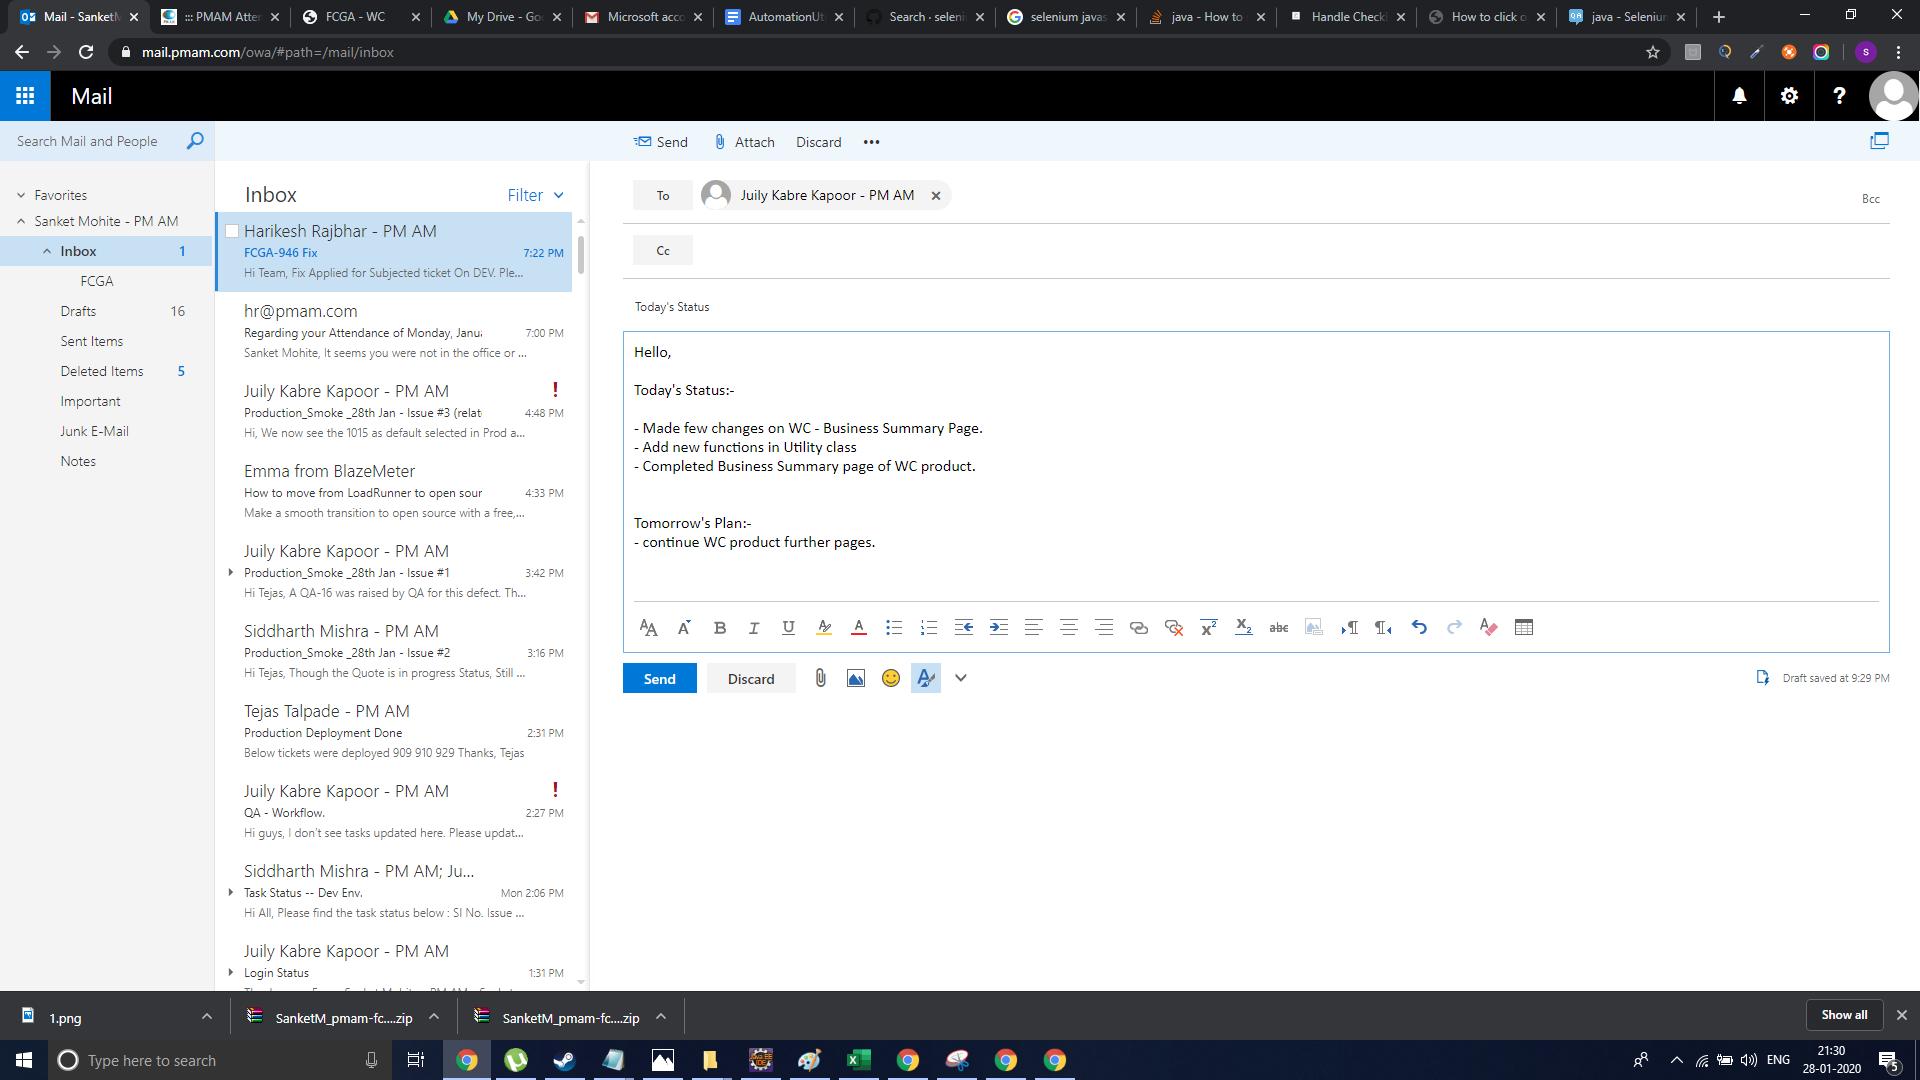 Mail - SanketM
::: PMAM Atter
FCGA - WC
My Drive - Goo
Microsoft acco
AutomationUt
Search · seleni
selenium javas
java - How to
Handle Check
How to click o
java - Seleniur
mail.pmam.com/owa/#path=/mail/inbox
s
Mail
Search Mail and People
Send
Attach
Discard
Favorites
Sanket Mohite - PM AM
Inbox 1
FCGA
Drafts 16
Sent Items
Deleted Items 5
Important
Junk E-Mail
Notes
Inbox
Filter
Harikesh Rajbhar - PM AM
FCGA-946 Fix 7:22 PM
Hi Team, Fix Applied for Subjected ticket On DEV. Ple...
hr@pmam.com
Regarding your Attendance of Monday, Janu 7:00 PM
Sanket Mohite, It seems you were not in the office or ...
Juily Kabre Kapoor - PM AM
Production_Smoke _28th Jan - Issue #3 (relat 4:48 PM
Hi, We now see the 1015 as default selected in Prod a...
Emma from BlazeMeter
How to move from LoadRunner to open sour 4:33 PM
Make a smooth transition to open source with a free,...
Juily Kabre Kapoor - PM AM
Production_Smoke _28th Jan - Issue #1 3:42 PM
Hi Tejas, A QA-16 was raised by QA for this defect. Th...
Siddharth Mishra - PM AM
Production_Smoke _28th Jan - Issue #2 3:16 PM
Hi Tejas, Though the Quote is in progress Status, Still ...
Tejas Talpade - PM AM
Production Deployment Done 2:31 PM
Below tickets were deployed 909 910 929 Thanks, Tejas
Juily Kabre Kapoor - PM AM
QA - Workflow. 2:27 PM
Hi guys, I don't see tasks updated here. Please updat...
Siddharth Mishra - PM AM; Ju...
Task Status -- Dev Env. Mon 2:06 PM
Hi All, Please find the task status below : Sl No. Issue ...
Juily Kabre Kapoor - PM AM
Login Status 1:31 PM
To
Juily Kabre Kapoor - PM AM
Bcc
Cc
Today's Status
Hello,
Today's Status:-
- Made few changes on WC - Business Summary Page.
- Add new functions in Utility class
- Completed Business Summary page of WC product.
Tomorrow's Plan:-
- continue WC product further pages.
Send
Discard
Draft saved at 9:29 PM
1.png
SanketM_pmam-fc....zip
SanketM_pmam-fc....zip
Show all
Type here to search
ENG
21:30
28-01-2020
5